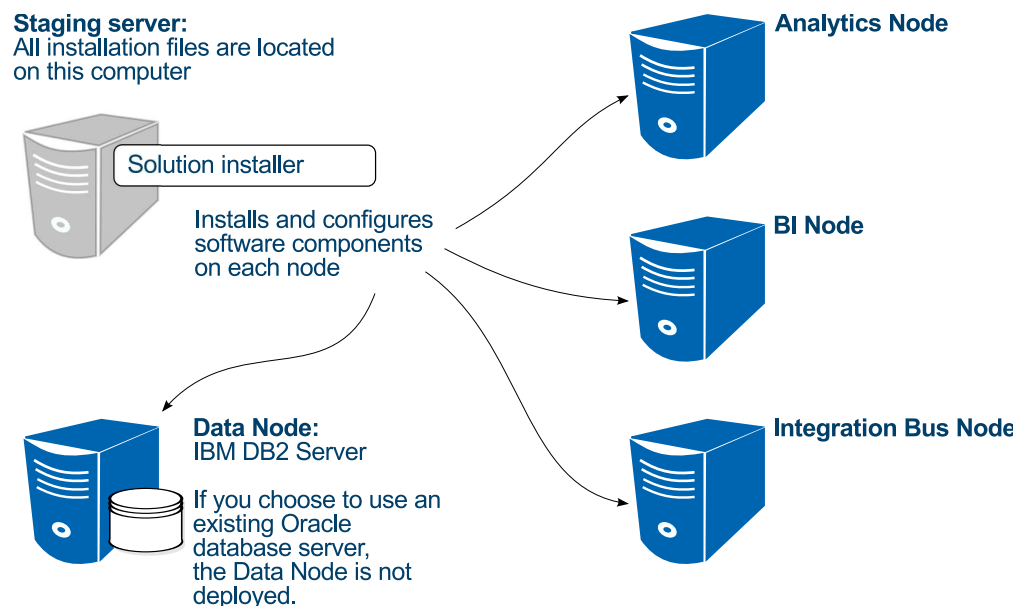 Staging server:
All installation files are located
on this computer
Solution installer
Installs and configures
software components
on each node
Analytics Node
BI Node
Integration Bus Node
Data Node:
IBM DB2 Server
If you choose to use an
existing Oracle
database server,
the Data Node is not
deployed.